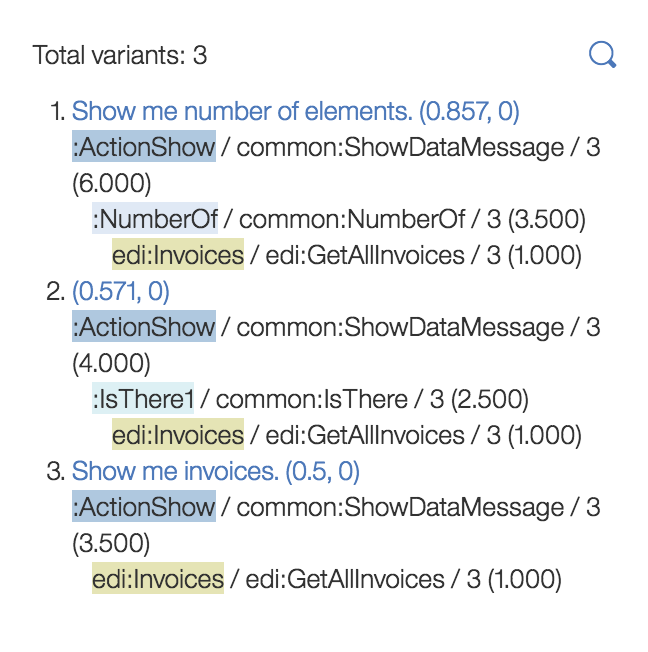 Total variants: 3
1. Show me number of elements. (0.857, 0)
:ActionShow / common:ShowDataMessage / 3
(6.000)
:NumberOf / common:NumberOf / 3 (3.500)
edi:Invoices / edi:GetAllInvoices / 3 (1.000)
2. (0.571, 0)
:ActionShow / common:ShowDataMessage / 3
(4.000)
:IsThere1 / common:IsThere / 3 (2.500)
edi:Invoices / edi:GetAllInvoices / 3 (1.000)
3. Show me invoices. (0.5, 0)
:ActionShow / common:ShowDataMessage / 3
(3.500)
edi:Invoices / edi:GetAllInvoices / 3 (1.000)